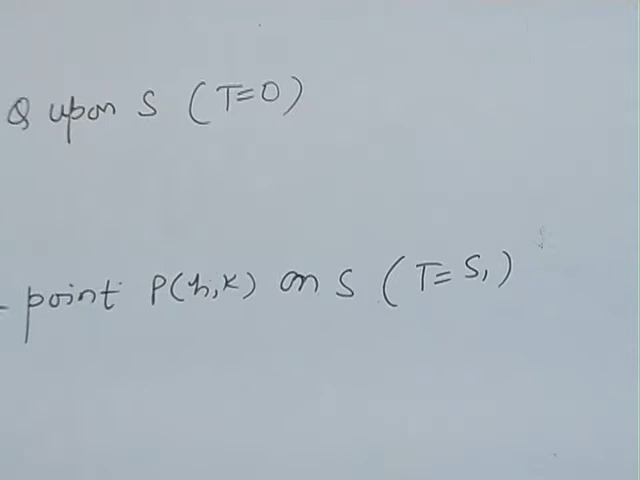 Q upon S (T=0)
- point P(h,k) on S (T= S₁)